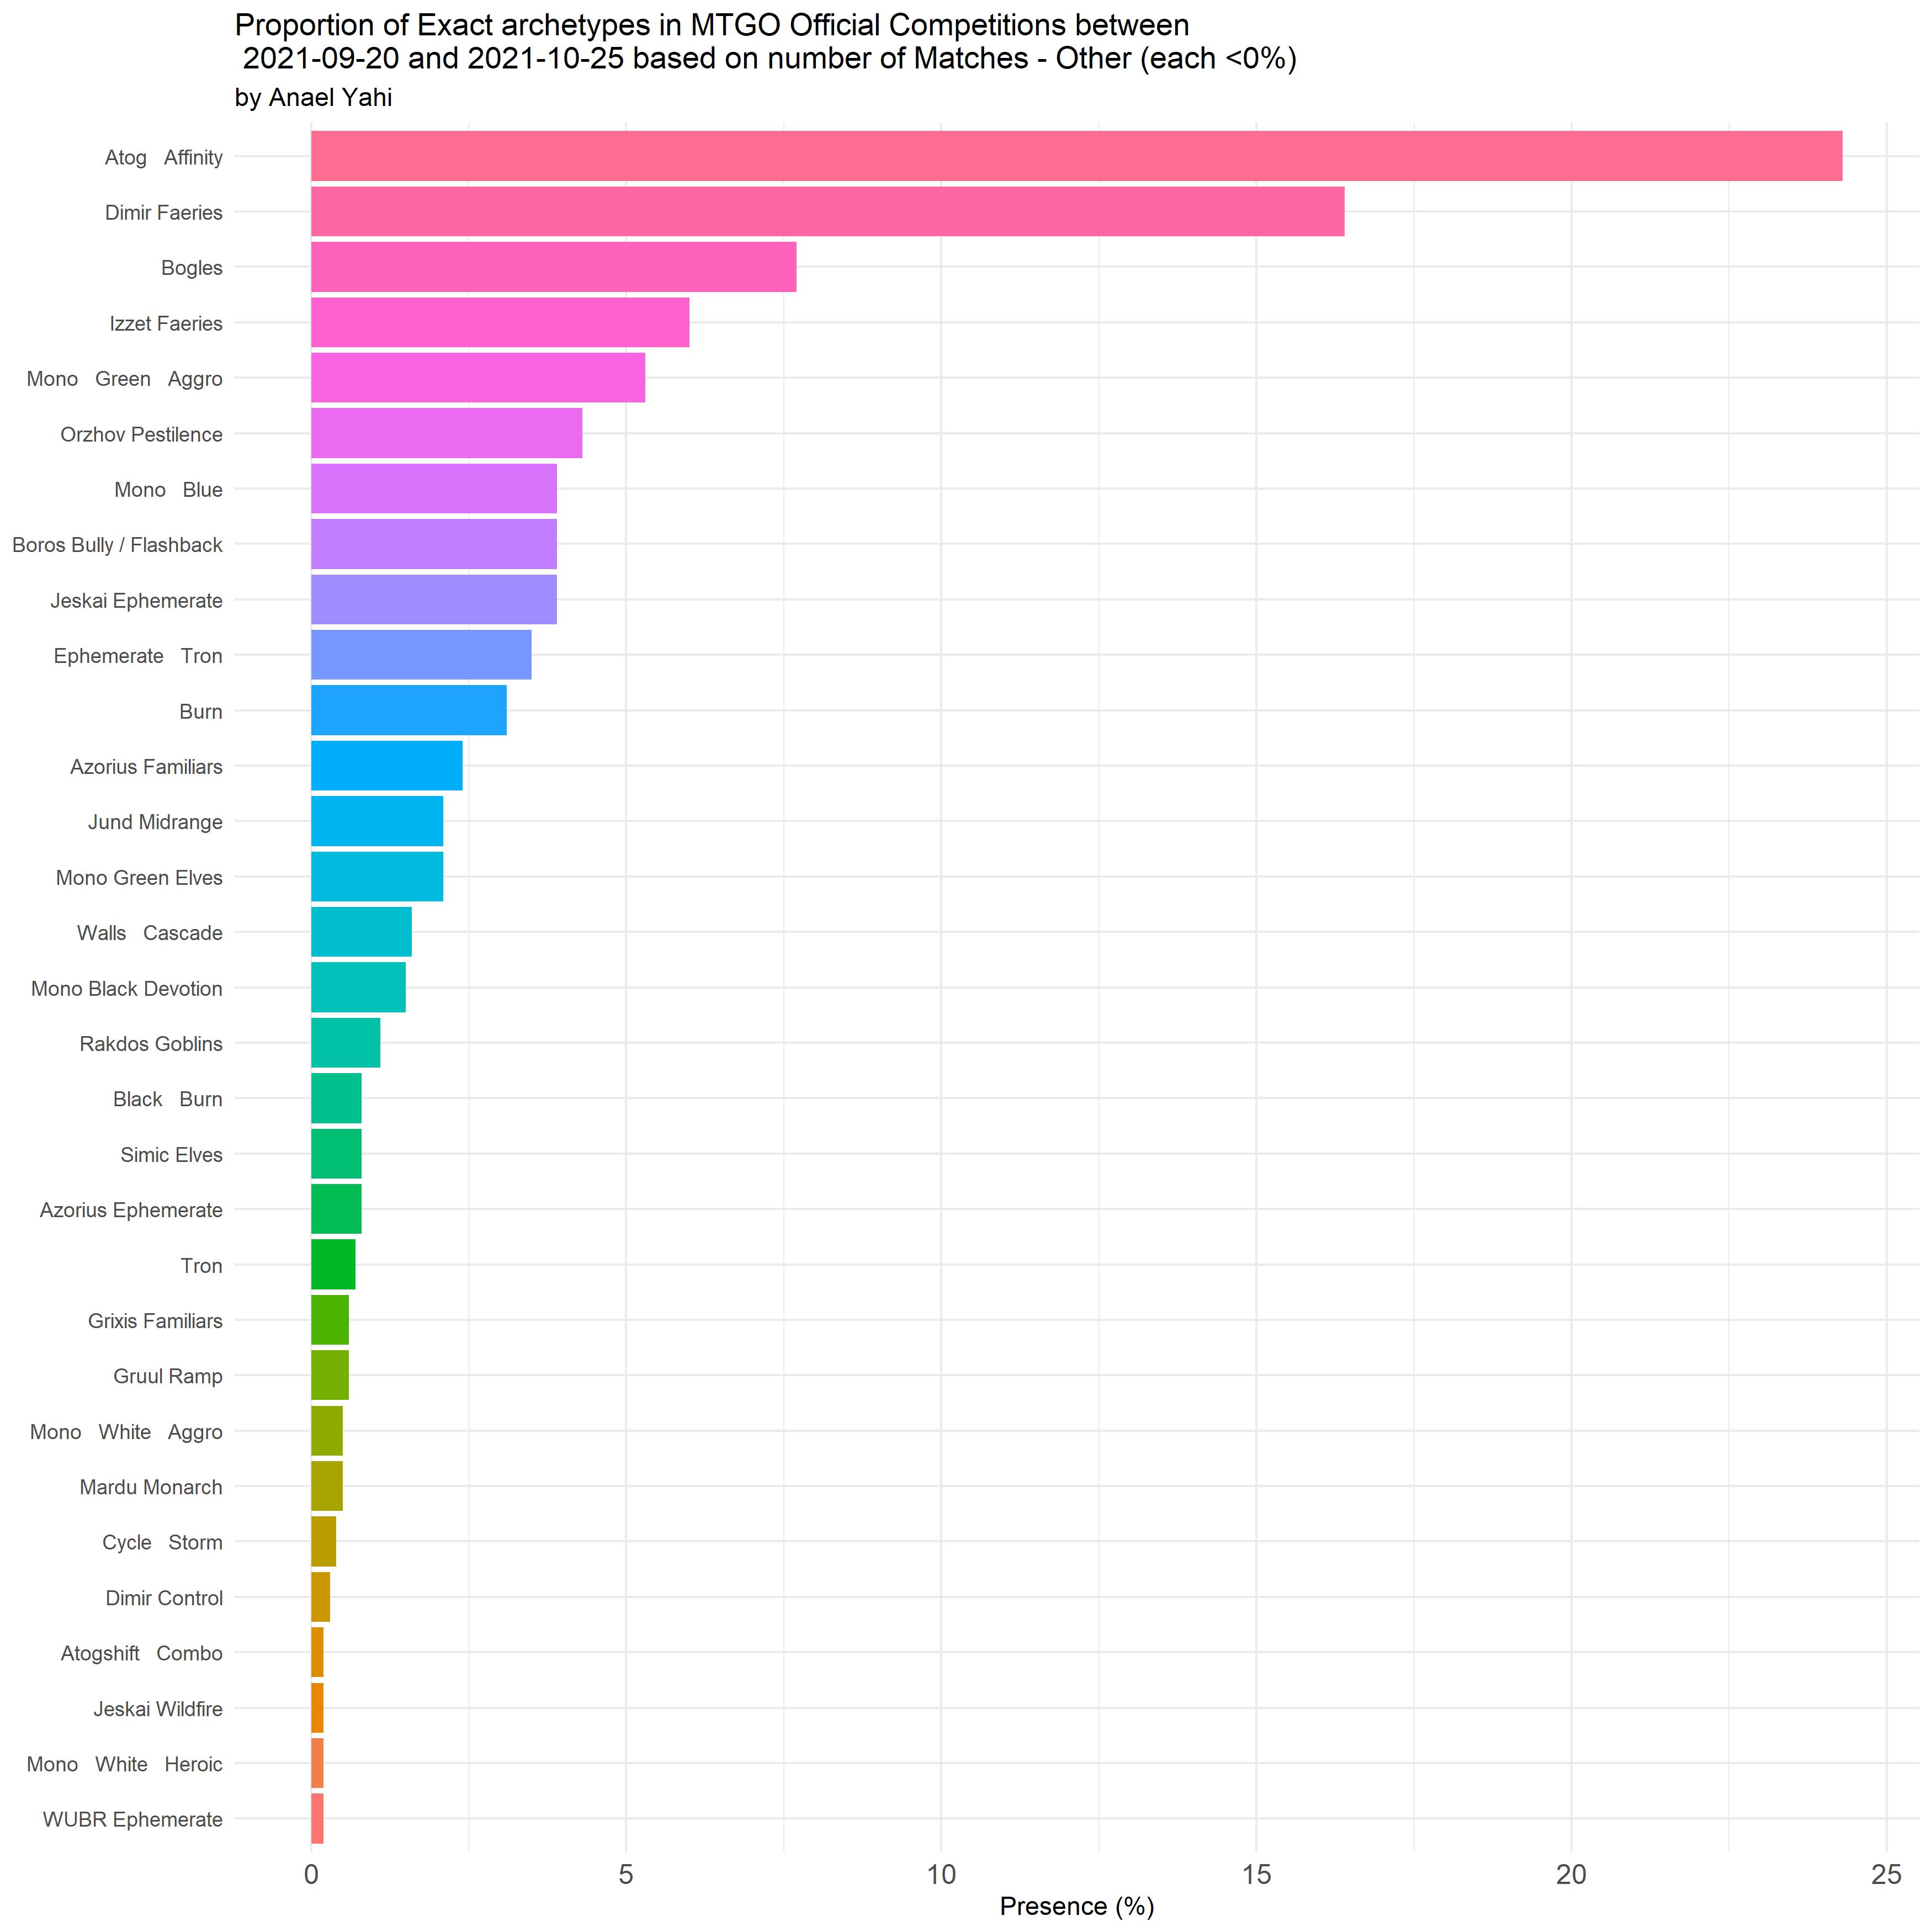 Proportion of Exact archetypes in MTGO Official Competitions between
2021-09-20 and 2021-10-25 based on number of Matches - Other (each <0%)
by Anael Yahi
Atog   Affinity
Dimir Faeries
Bogles
Izzet Faeries
Mono   Green   Aggro
Orzhov Pestilence
Mono   Blue
Boros Bully / Flashback
Jeskai Ephemerate
Ephemerate   Tron
Burn
Azorius Familiars
Jund Midrange
Mono Green Elves
Walls   Cascade
Mono Black Devotion
Rakdos Goblins
Black   Burn
Simic Elves
Azorius Ephemerate
Tron
Grixis Familiars
Gruul Ramp
Mono   White   Aggro
Mardu Monarch
Cycle   Storm
Dimir Control
Atogshift   Combo
Jeskai Wildfire
Mono   White   Heroic
WUBR Ephemerate
0 5 10 15 20 25
Presence (%)